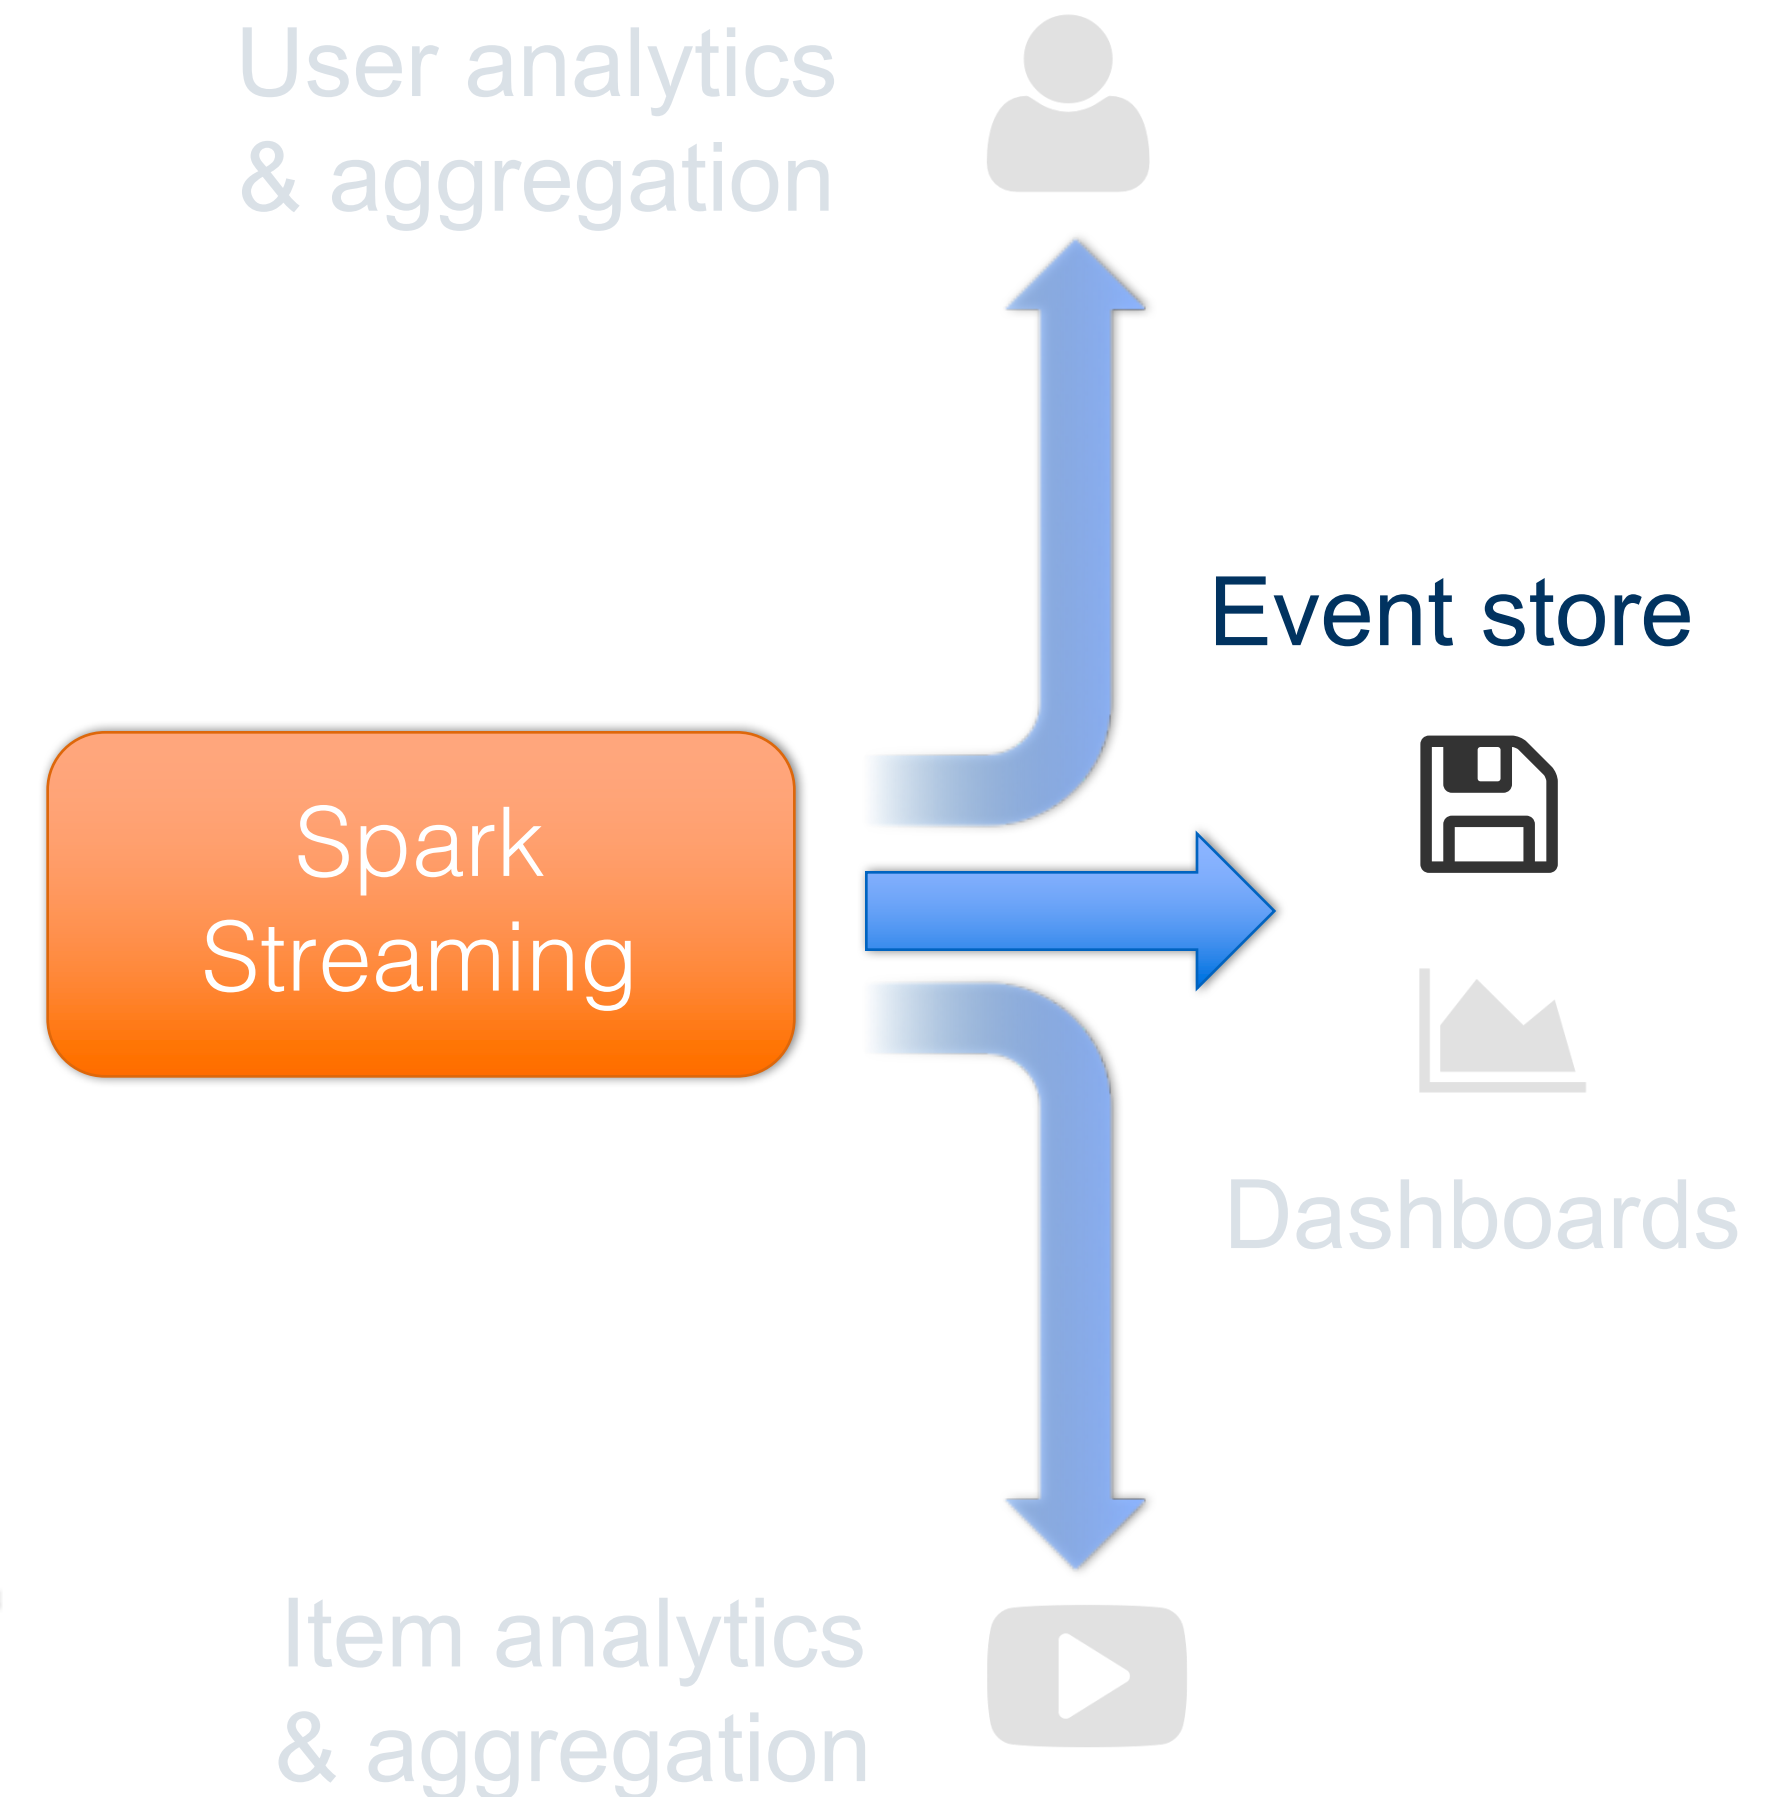 User analytics
& aggregation
Event store
Spark
Streaming
Dashboards
Item analytics
& aggregation